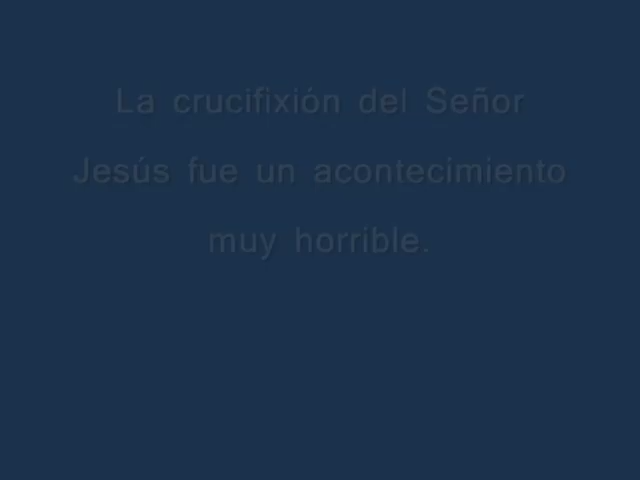 La crucifixión del Señor
Jesús fue un acontecimiento
muy horrible.